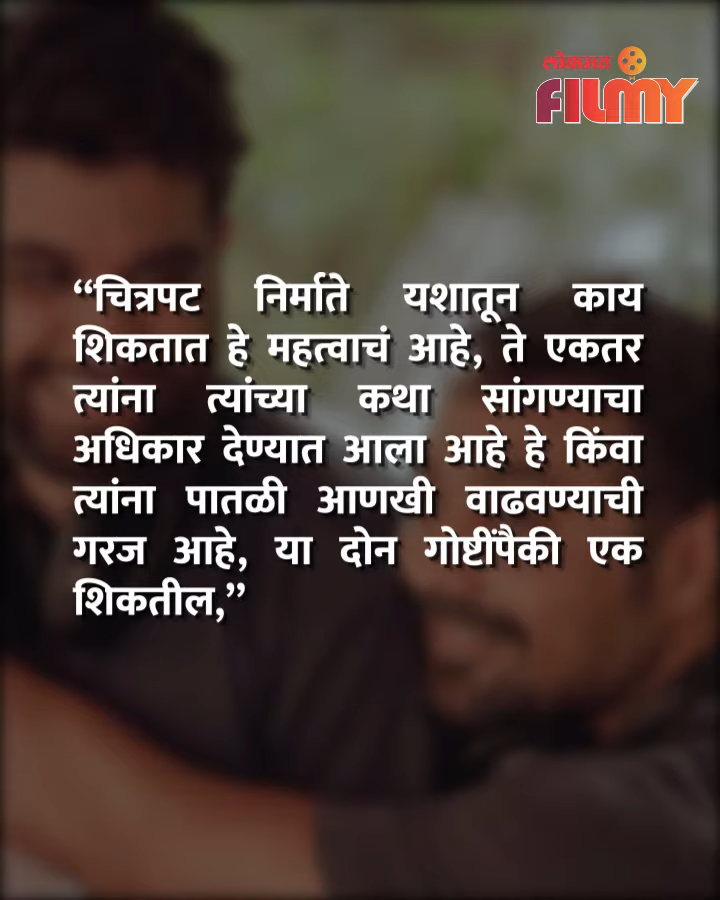 लोकमत
FILMY
“चित्रपट निर्माते यशातून काय
शिकतात हे महत्वाचं आहे, ते एकतर
त्यांना त्यांच्या कथा सांगण्याचा
अधिकार देण्यात आला आहे हे किंवा
त्यांना पातळी आणखी वाढवण्याची
गरज आहे, या दोन गोष्टींपैकी एक
शिकतील,”